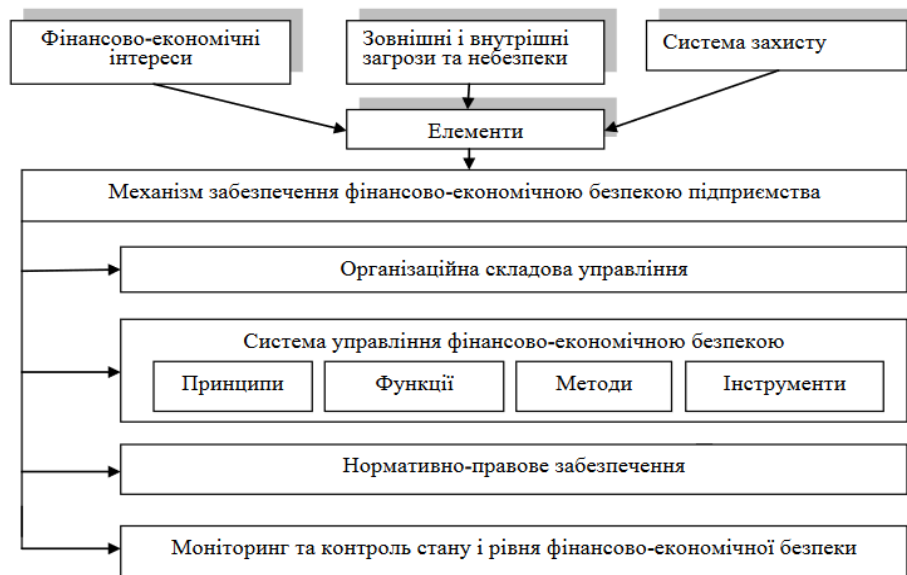 Фінансово-економічні
інтереси
Зовнішні і внутрішні
загрози та небезпеки
Система захисту
Елементи
Механізм забезпечення фінансово-економічною безпекою підприємства
Організаційна складова управління
Система управління фінансово-економічною безпекою
Принципи
Функції
Методи
Інструменти
Нормативно-правове забезпечення
Моніторинг та контроль стану і рівня фінансово-економічної безпеки